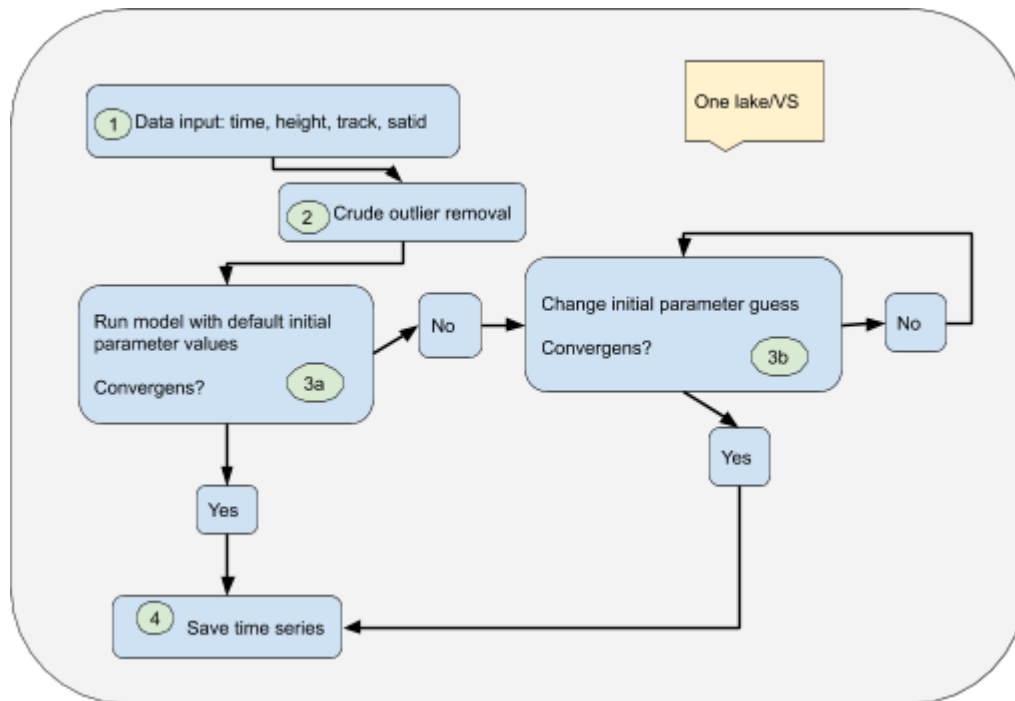 One lake/VS
1 Data input: time, height, track, satid
2 Crude outlier removal
Run model with default initial
parameter values
Convergens?
3a
No
Change initial parameter guess
Convergens?
3b
No
Yes
Yes
4 Save time series